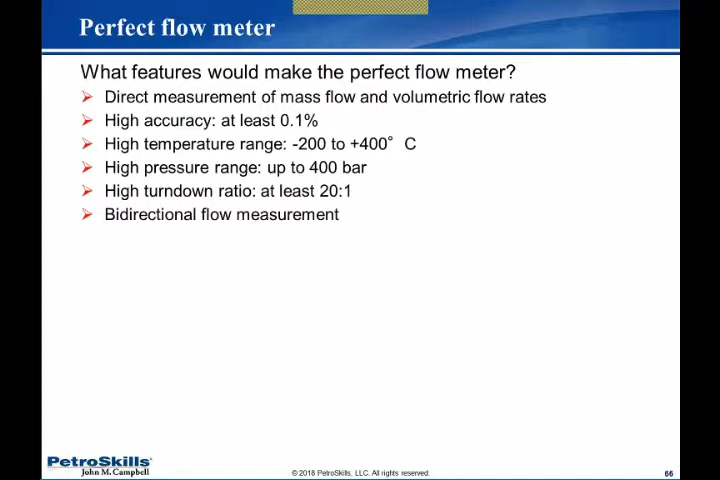 Perfect flow meter
What features would make the perfect flow meter?
Direct measurement of mass flow and volumetric flow rates
High accuracy: at least 0.1%
High temperature range: -200 to +400° C
High pressure range: up to 400 bar
High turndown ratio: at least 20:1
Bidirectional flow measurement
PetroSkills
John M. Campbell
© 2018 PetroSkills, LLC. All rights reserved.
66